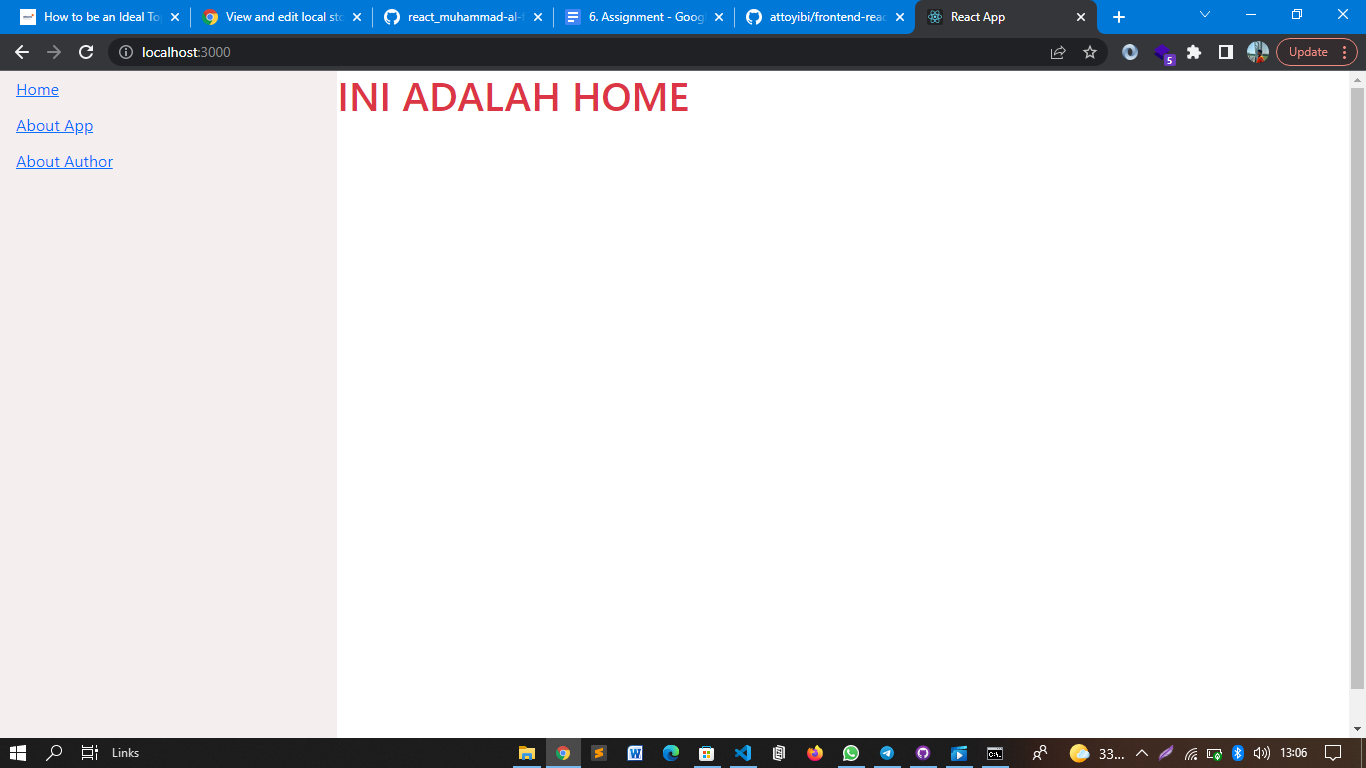 How to be an Ideal To
View and edit local sto
react_muhammad-al-f
6. Assignment - Goog
attoyibi/frontend-reac
React App
localhost:3000
5
Update
Home
About App
About Author
INI ADALAH HOME
Links
33...
13:06